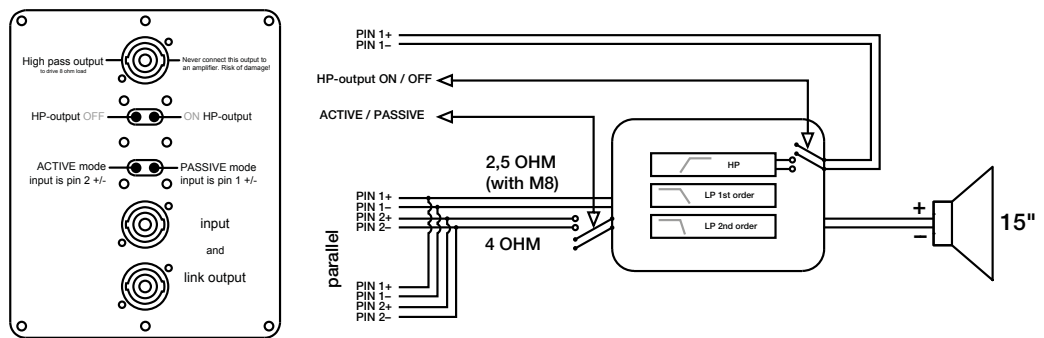 High pass output
to drive 8 ohm load
Never connect this output to
an amplifier. Risk of damage!
HP-output OFF
ON HP-output
ACTIVE mode
input is pin 2 +/-
PASSIVE mode
input is pin 1 +/-
input
and
link output
PIN 1+
PIN 1–
HP-output ON / OFF
ACTIVE / PASSIVE
HP
LP 1st order
LP 2nd order
2,5 OHM
(with M8)
PIN 1+
PIN 1–
PIN 2+
PIN 2–
4 OHM
parallel
PIN 1+
PIN 1–
PIN 2+
PIN 2–
+
–
15"